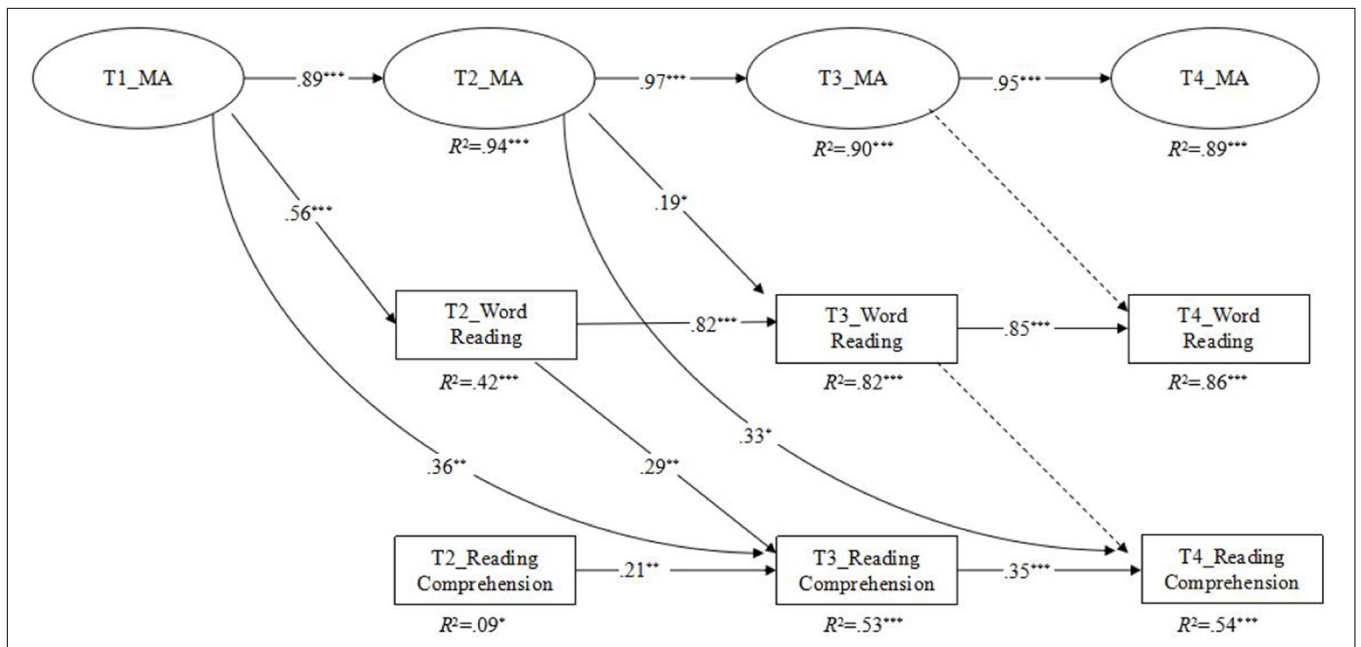 T1_MA
.89***
T2_MA
.97***
T3_MA
.95***
T4_MA
R²=.94***
R²=.90***
R²=.89***
.56***
.19*
T2_Word
Reading
.82***
T3_Word
Reading
.85***
T4_Word
Reading
R²=.42***
R²=.82***
R²=.86***
.36**
.29**
.33*
T2_Reading
Comprehension
.21**
T3_Reading
Comprehension
.35***
T4_Reading
Comprehension
R²=.09*
R²=.53***
R²=.54***